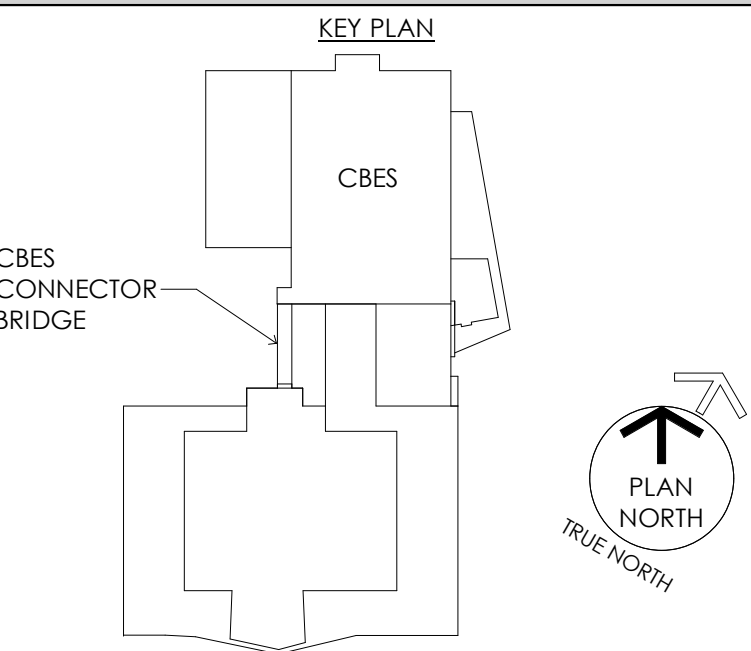 KEY PLAN
CBES
CBES
CONNECTOR
BRIDGE
PLAN
NORTH
TRUE NORTH